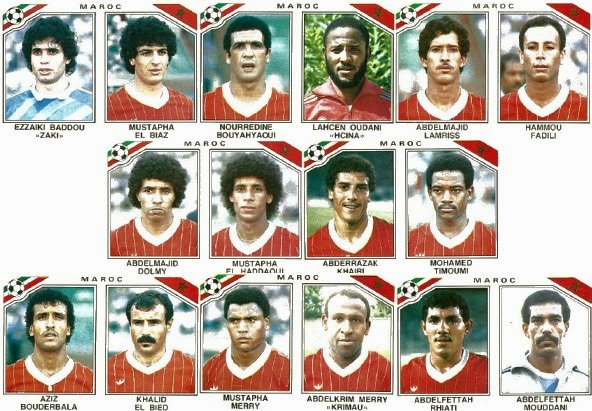 MAROC
MAROC
MAROC
EZZAIKI BADDOU
«ZAKI»
MUSTAPHA
EL BIAZ
NOURREDINE
BOUYAHYAOUI
LAHCEN OUDANI
«HCINA»
ABDELMAJID
LAMRISS
HAMMOU
FADILI
MAROC
MAROC
ABDELMAJID
DOLMY
MUSTAPHA
EL HADDAOUI
ABDERRAZAK
KHAIRI
MOHAMED
TIMOUMI
MAROC
MAROC
MAROC
AZIZ
BOUDERBALA
KHALID
EL BIED
MUSTAPHA
MERRY
ABDELKRIM MERRY
«KRIMAU»
ABDELFETTAH
RHIATI
ABDELFETTAH
MOUDDANI